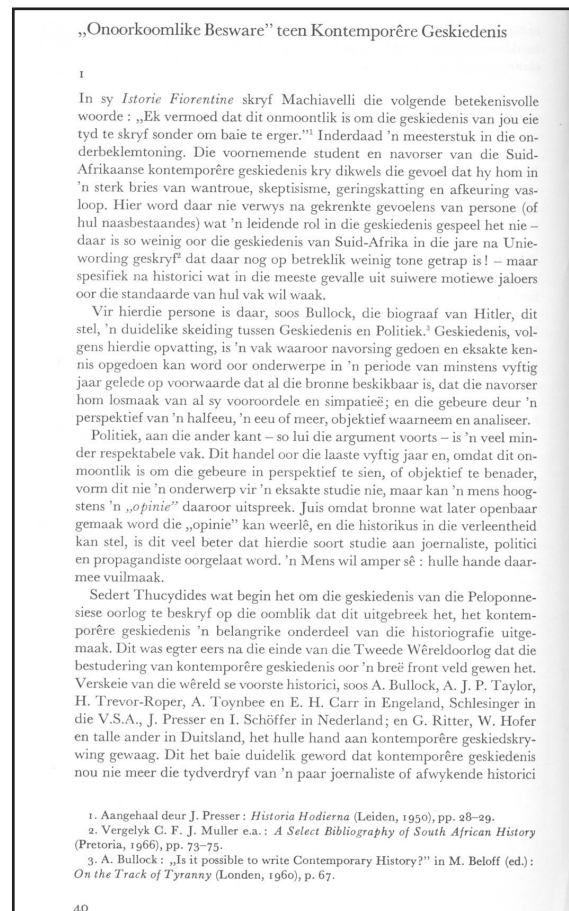 „Onoorkoomlike Besware” teen Kontemporêre Geskiedenis
I
In sy Istorie Fiorentine skryf Machiavelli die volgende betekenisvolle
woorde : „Ek vermoed dat dit onmoontlik is om die geskiedenis van jou eie
tyd te skryf sonder om baie te erger.”¹ Inderdaad 'n meesterstuk in die on-
derbeklemtoning. Die voornemende student en navorser van die Suid-
Afrikaanse kontemporêre geskiedenis kry dikwels die gevoel dat hy hom in
'n sterk bries van wantroue, skeptisisme, geringskatting en afkeuring vas-
loop. Hier word daar nie verwys na gekrenkte gevoelens van persone (of
hul naasbestaandes) wat 'n leidende rol in die geskiedenis gespeel het nie –
daar is so weinig oor die geskiedenis van Suid-Afrika in die jare na Unie-
wording geskryf² dat daar nog op betreklik weinig tone getrap is ! – maar
spesifiek na historici wat in die meeste gevalle uit suiwere motiewe jaloers
oor die standaarde van hul vak wil waak.
Vir hierdie persone is daar, soos Bullock, die biograaf van Hitler, dit
stel, 'n duidelike skeiding tussen Geskiedenis en Politiek.³ Geskiedenis, vol-
gens hierdie opvatting, is 'n vak waaroor navorsing gedoen en eksakte ken-
nis opgedoen kan word oor onderwerpe in 'n periode van minstens vyftig
jaar gelede op voorwaarde dat al die bronne beskikbaar is, dat die navorser
hom losmaak van al sy vooroordele en simpatieë; en die gebeure deur 'n
perspektief van 'n halfeeu, 'n eeu of meer, objektief waarneem en analiseer.
Politiek, aan die ander kant – so lui die argument voorts – is 'n veel min-
der respektabele vak. Dit handel oor die laaste vyftig jaar en, omdat dit on-
moontlik is om die gebeure in perspektief te sien, of objektief te benader,
vorm dit nie 'n onderwerp vir 'n eksakte studie nie, maar kan 'n mens hoog-
stens 'n „opinie” daaroor uitspreek. Juis omdat bronne wat later openbaar
gemaak word die „opinie” kan weerlê, en die historikus in die verleentheid
kan stel, is dit veel beter dat hierdie soort studie aan joernaliste, politici
en propagandiste oorgelaat word. 'n Mens wil amper sê : hulle hande daar-
mee vuilmaak.
Sedert Thucydides wat begin het om die geskiedenis van die Peloponne-
siese oorlog te beskryf op die oomblik dat dit uitgebreek het, het kontem-
porêre geskiedenis 'n belangrike onderdeel van die historiografie uitge-
maak. Dit was egter eers na die einde van die Tweede Wêreldoorlog dat die
bestudering van kontemporêre geskiedenis oor 'n breë front veld gewen het.
Verskeie van die wêreld se voorste historici, soos A. Bullock, A. J. P. Taylor,
H. Trevor-Roper, A. Toynbee en E. H. Carr in Engeland, Schlesinger in
die V.S.A., J. Presser en I. Schöffer in Nederland; en G. Ritter, W. Hofer
en talle ander in Duitsland, het hulle hand aan kontemporêre geskiedskry-
wing gewaag. Dit het baie duidelik geword dat kontemporêre geskiedenis
nou nie meer die tydverdryf van 'n paar joernaliste of afwykende historici
1. Aangehaal deur J. Presser : Historia Hodierna (Leiden, 1950), pp. 28–29.
2. Vergelyk C. F. J. Muller e.a. : A Select Bibliography of South African History
(Pretoria, 1966), pp. 73–75.
3. A. Bullock : „Is it possible to write Contemporary History?” in M. Beloff (ed.) :
On the Track of Tyranny (Londen, 1960), p. 67.
40